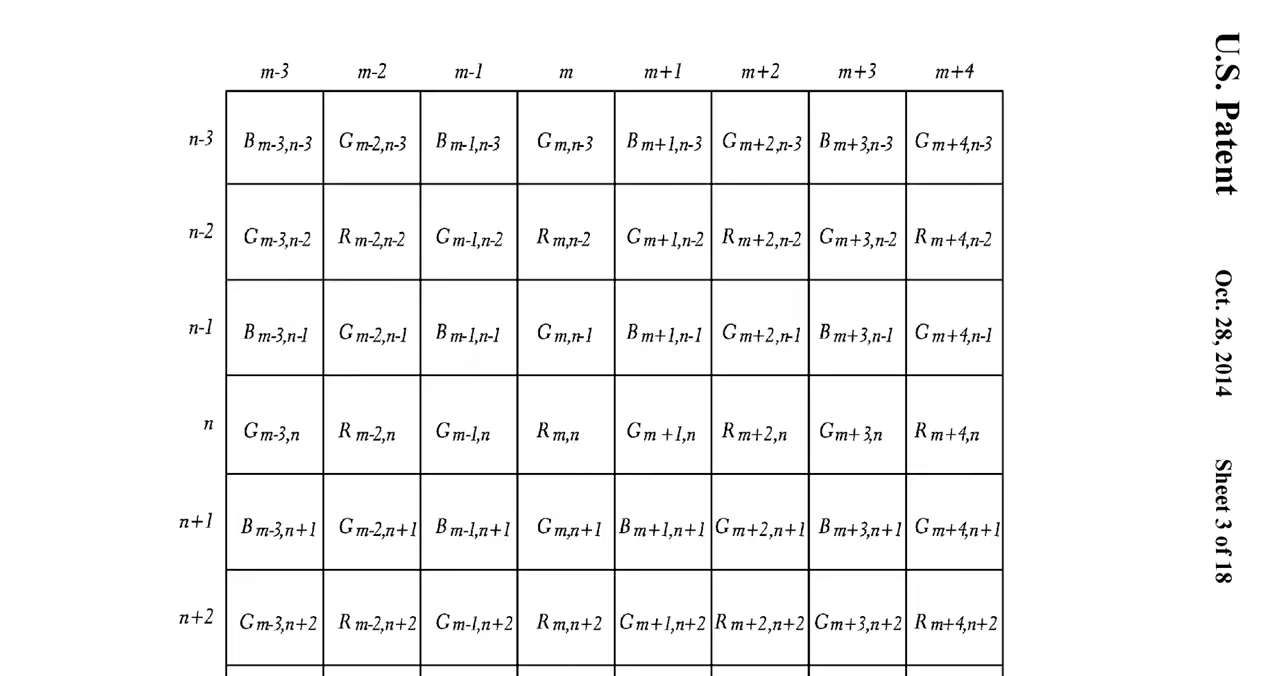 m-3 m-2 m-1 m m+1 m+2 m+3 m+4
n-3 Bm-3,n-3 Gm-2,n-3 Bm-1,n-3 Gm,n-3 Bm+1,n-3 Gm+2,n-3 Bm+3,n-3 Gm+4,n-3
n-2 Gm-3,n-2 Rm-2,n-2 Gm-1,n-2 Rm,n-2 Gm+1,n-2 Rm+2,n-2 Gm+3,n-2 Rm+4,n-2
n-1 Bm-3,n-1 Gm-2,n-1 Bm-1,n-1 Gm,n-1 Bm+1,n-1 Gm+2,n-1 Bm+3,n-1 Gm+4,n-1
n Gm-3,n Rm-2,n Gm-1,n Rm,n Gm+1,n Rm+2,n Gm+3,n Rm+4,n
n+1 Bm-3,n+1 Gm-2,n+1 Bm-1,n+1 Gm,n+1 Bm+1,n+1 Gm+2,n+1 Bm+3,n+1 Gm+4,n+1
n+2 Gm-3,n+2 Rm-2,n+2 Gm-1,n+2 Rm,n+2 Gm+1,n+2 Rm+2,n+2 Gm+3,n+2 Rm+4,n+2
U.S. Patent Oct. 28, 2014 Sheet 3 of 18